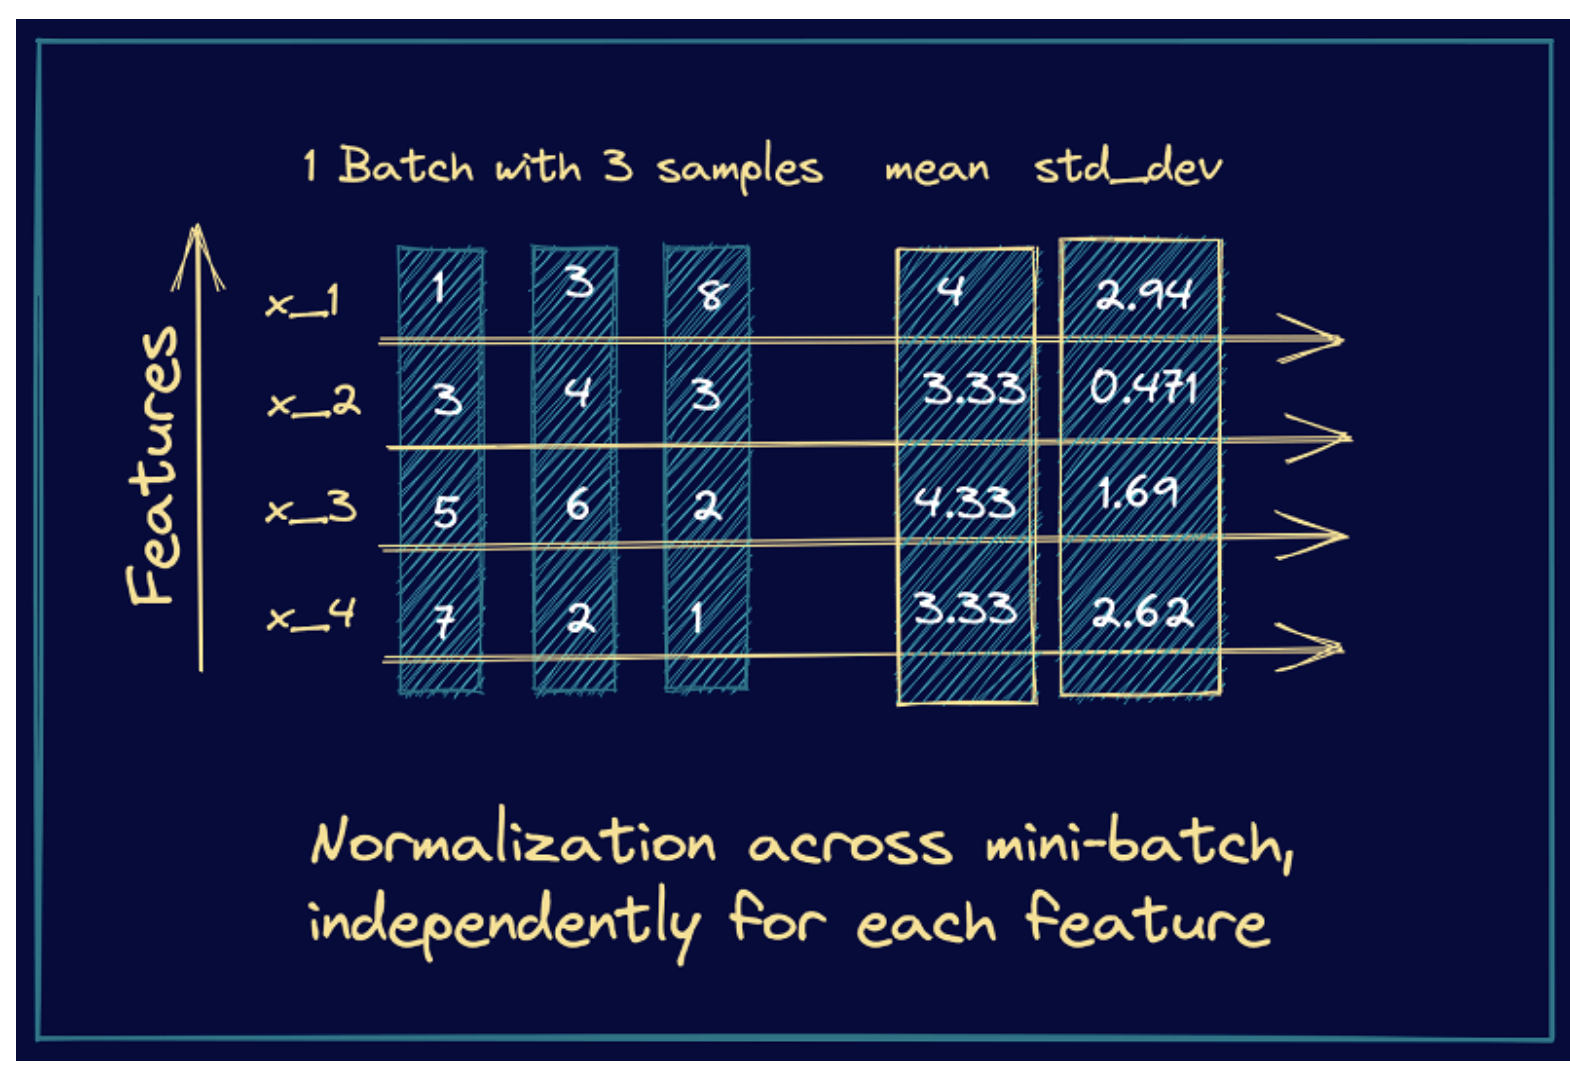 1 Batch with 3 samples mean std_dev
Features
x_1 1 3 8 4 2.94
x_2 3 4 3 3.33 0.471
x_3 5 6 2 4.33 1.69
x_4 7 2 1 3.33 2.62
Normalization across mini-batch,
independently for each feature